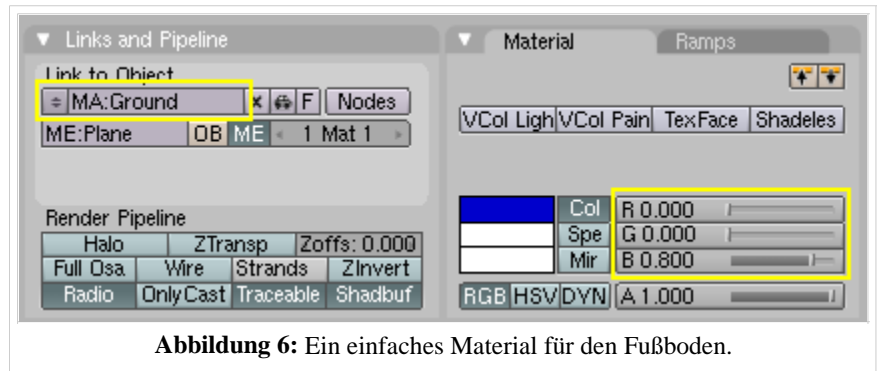 Links and Pipeline
Link to Object
MA:Ground F Nodes
ME:Plane OB ME 1 Mat 1
Render Pipeline
Halo ZTransp Zoffs: 0.000
Full Osa Wire Strands ZInvert
Radio OnlyCast Traceable Shadbuf
Material Ramps
VCol Ligh VCol Pain TexFace Shadeles
Col R 0.000
Spe G 0.000
Mir B 0.800
RGB HSV DYN A 1.000
Abbildung 6: Ein einfaches Material für den Fußboden.